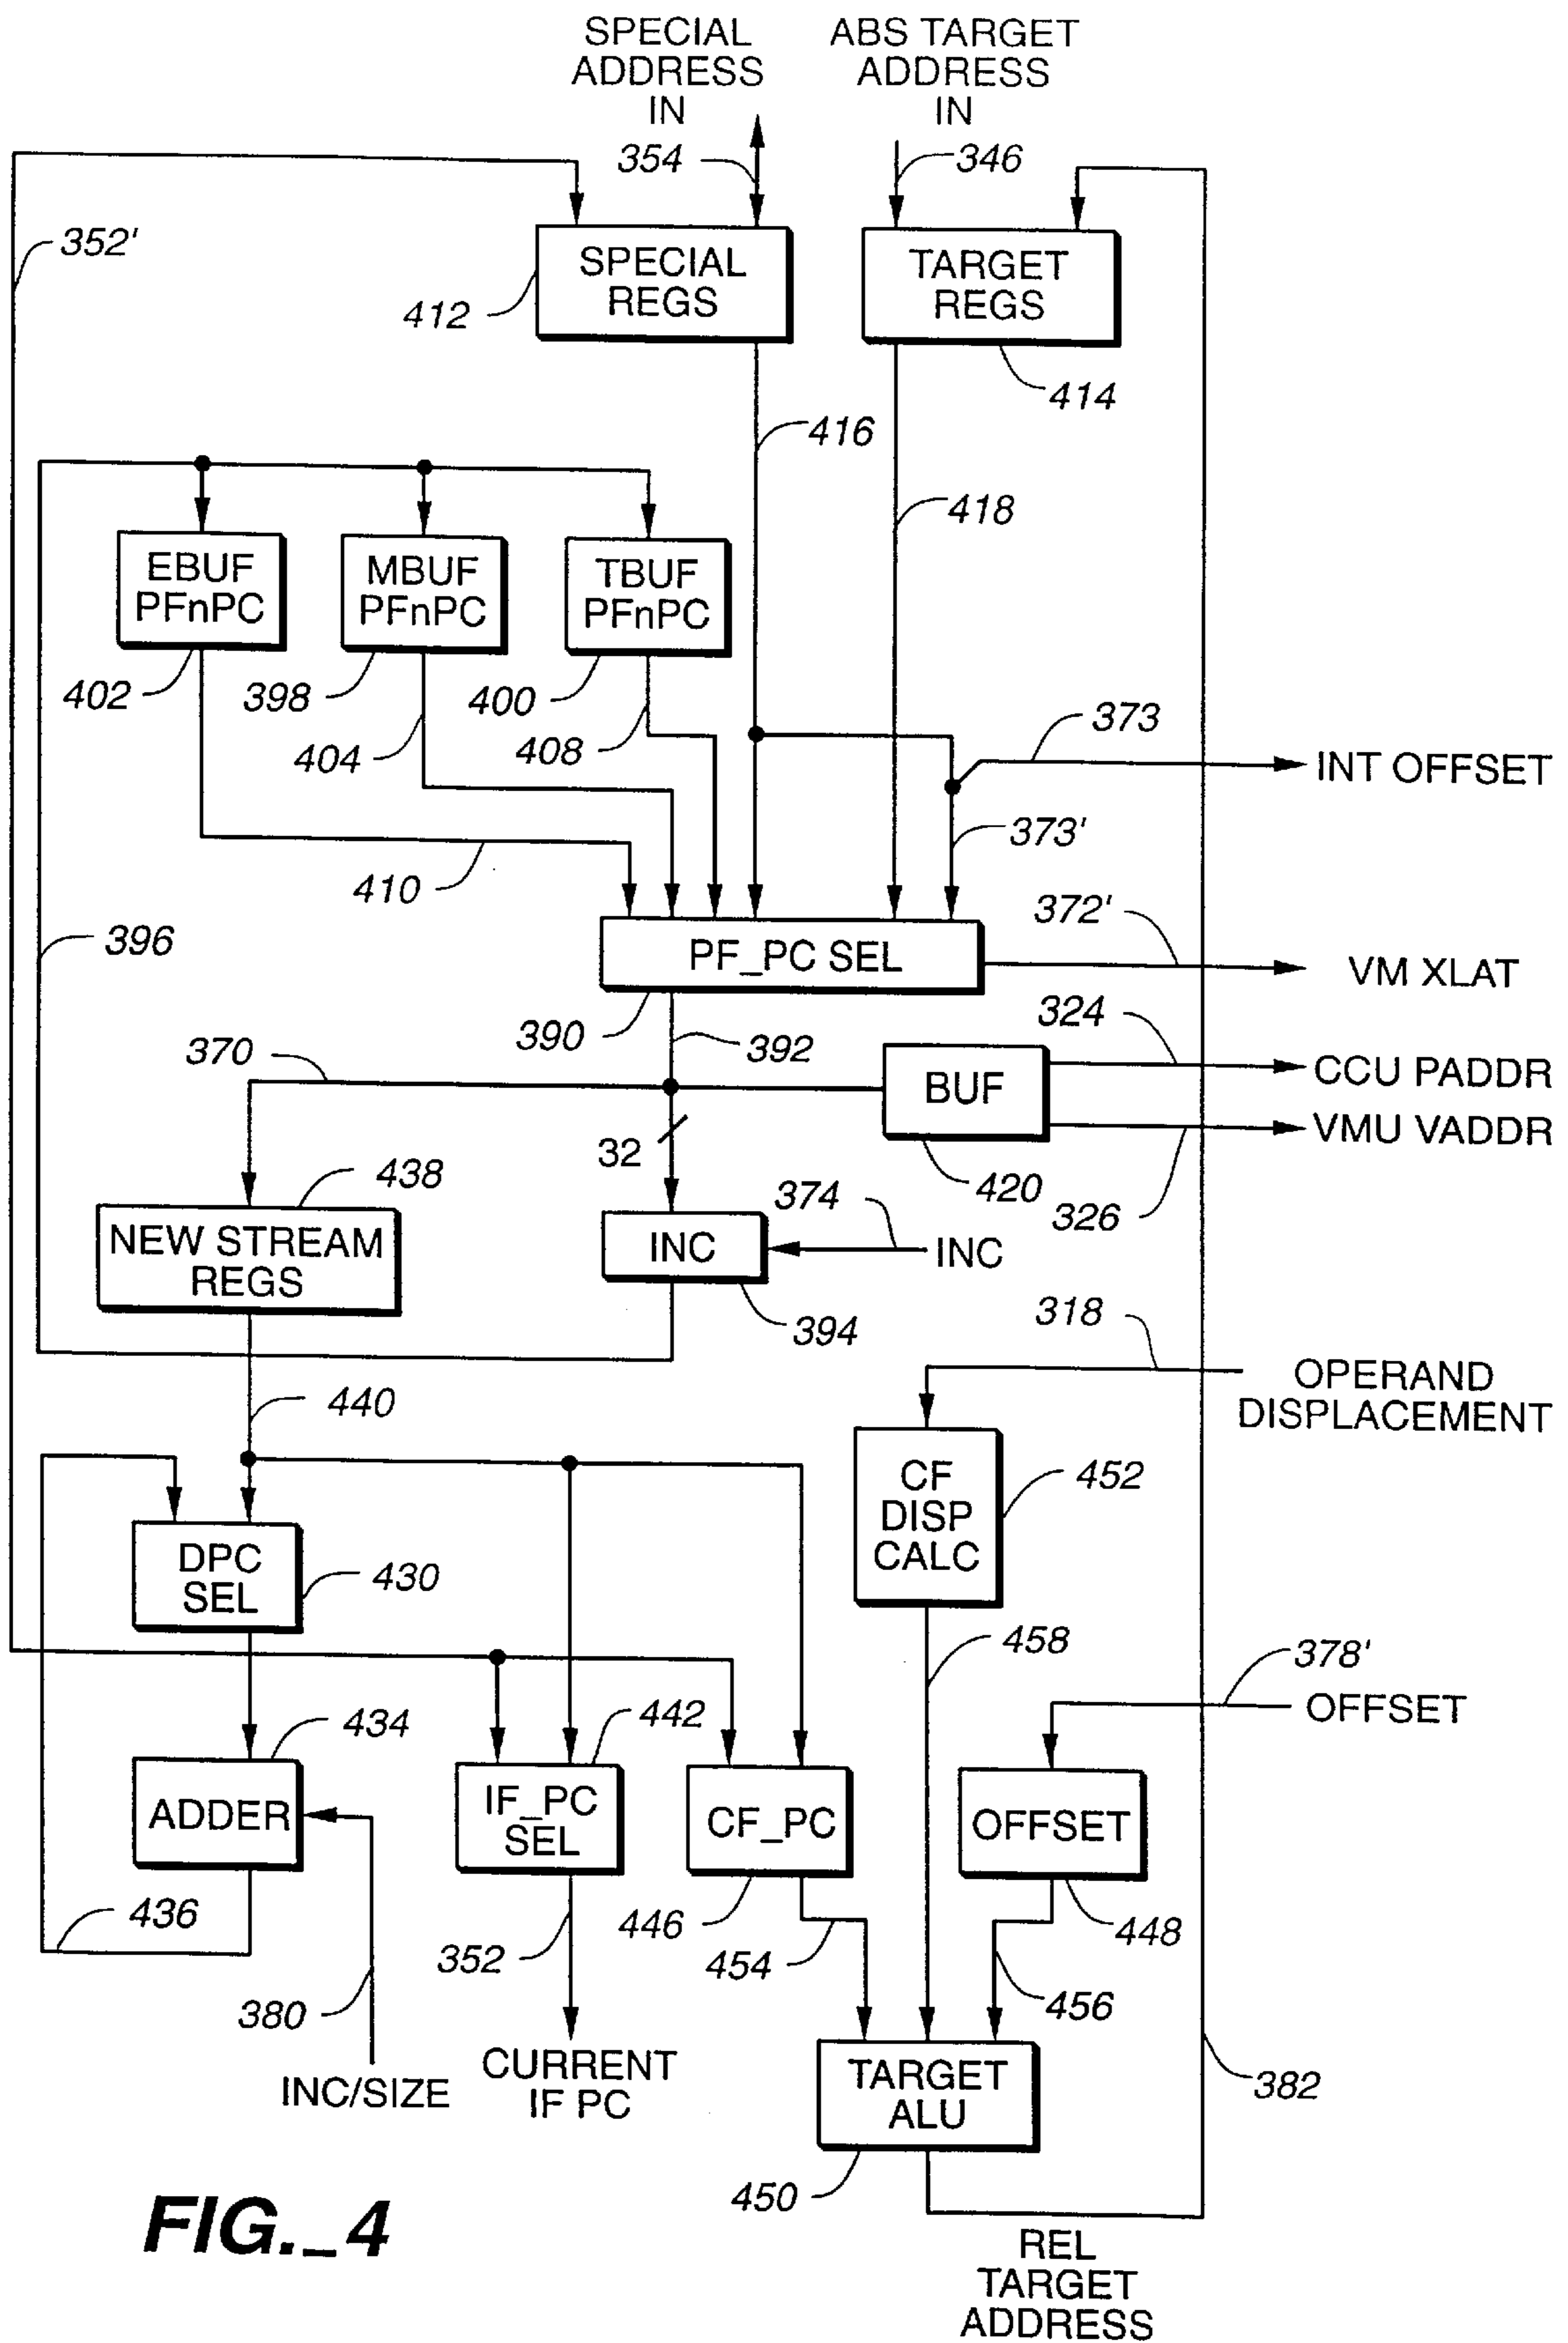 SPECIAL
ADDRESS
IN
ABS TARGET
ADDRESS
IN
354
346
352'
SPECIAL
REGS
412
TARGET
REGS
414
416
418
EBUF
PFnPC
MBUF
PFnPC
TBUF
PFnPC
402
398
400
404
408
373
INT OFFSET
373'
410
396
372'
PF_PC SEL
VM XLAT
390
392
324
370
BUF
CCU PADDR
VMU VADDR
32
420
326
438
374
NEW STREAM
REGS
INC
INC
394
318
OPERAND
DISPLACEMENT
440
CF
DISP
CALC
452
DPC
SEL
430
458
378'
OFFSET
434
442
ADDER
IF_PC
SEL
CF_PC
OFFSET
436
446
448
352
454
456
380
CURRENT
IF PC
INC/SIZE
TARGET
ALU
382
450
FIG._4
REL
TARGET
ADDRESS